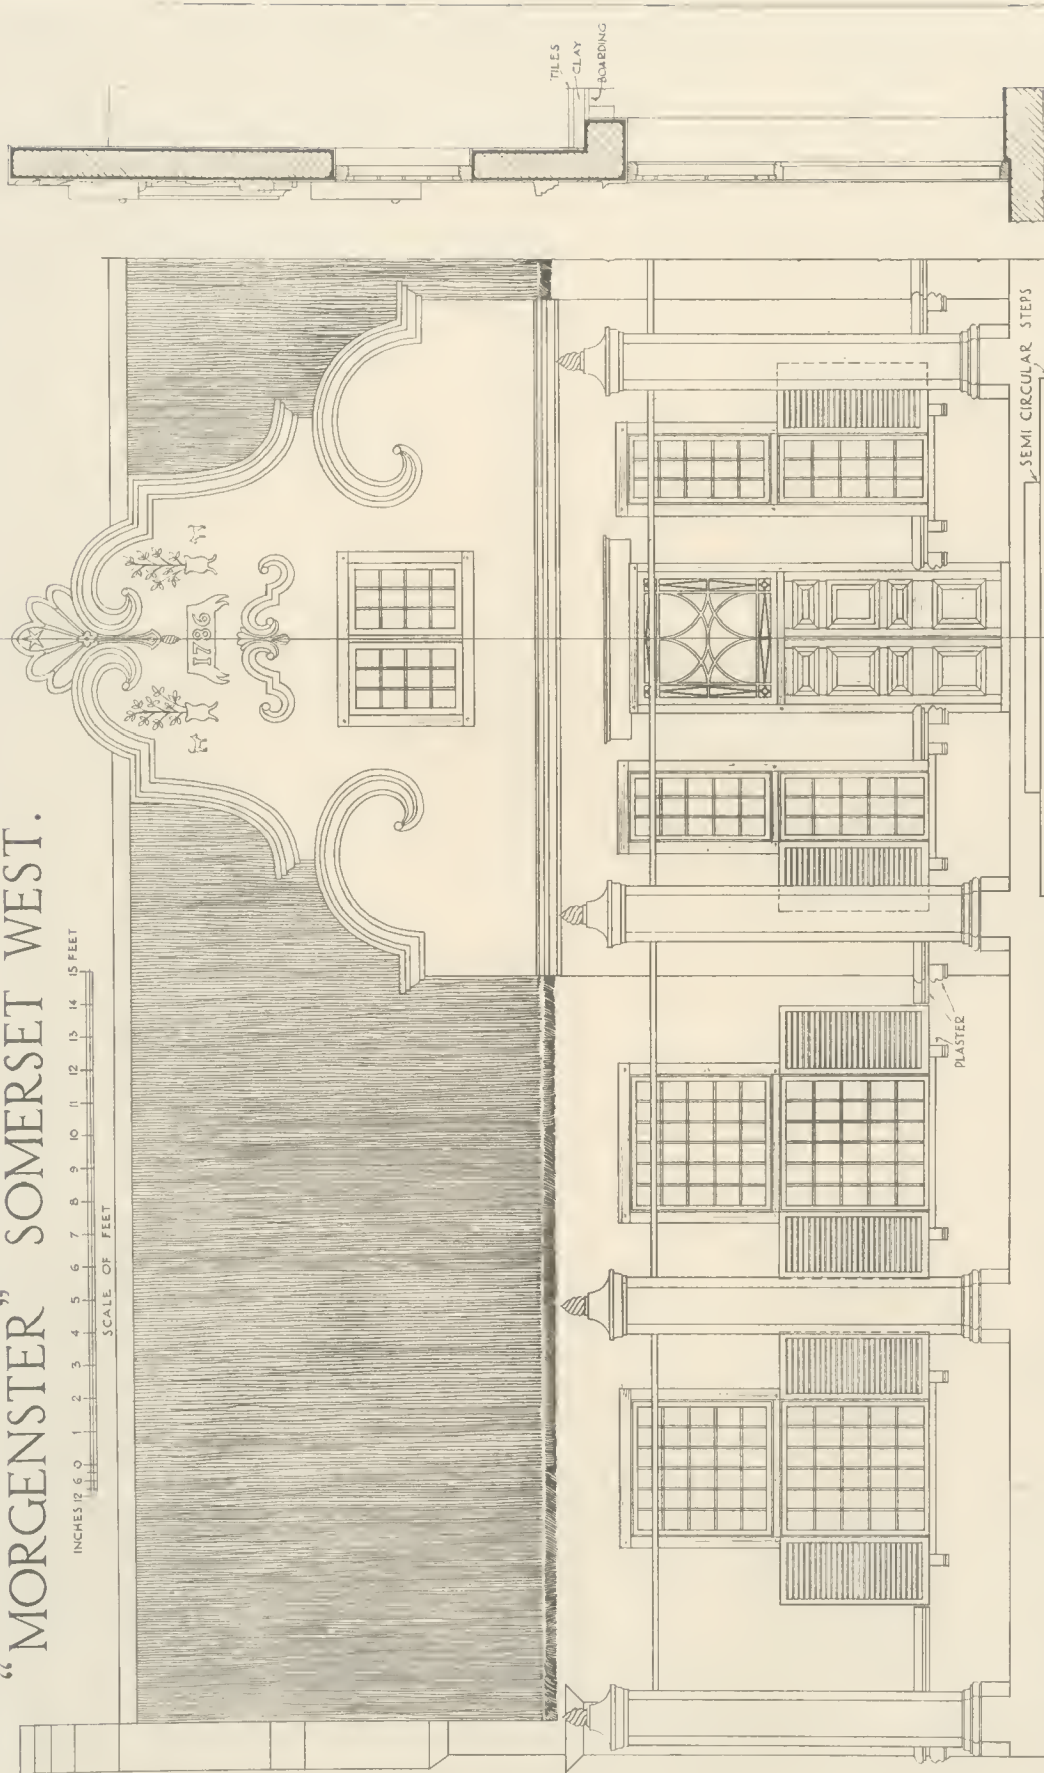 “MORGENSTER” SOMERSET WEST.
INCHES 12 6 0 1 2 3 4 5 6 7 8 9 10 11 12 13 14 15 FEET
SCALE OF FEET
1786
TILES
CLAY
BOARDING
PLASTER
SEMI CIRCULAR STEPS